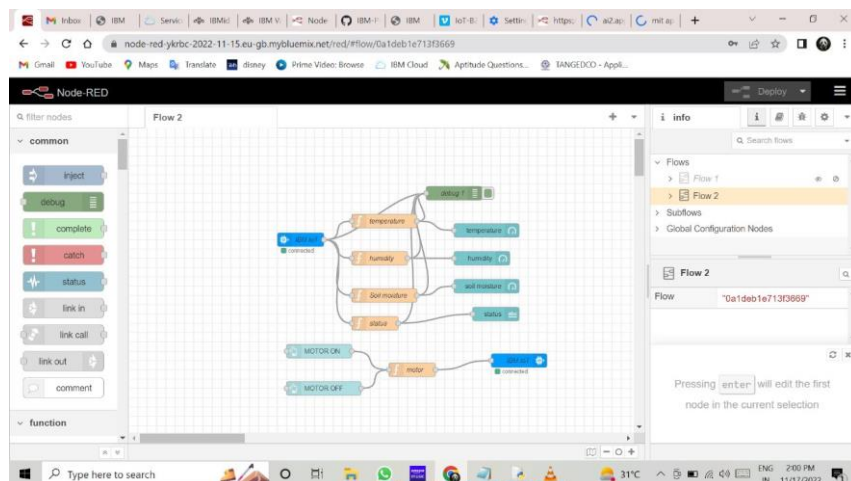 Inbox
IBM
Servic
IBMid
IBM W
Node
IBM-P
IBM
IoT-B
Settin
https:
ai2.ap
mit ap
node-red-ykrbc-2022-11-15.eu-gb.mybluemix.net/red/#flow/0a1deb1e713f3669
Gmail YouTube Maps Translate disney Prime Video: Browse IBM Cloud Aptitude Questions... TANGEDCO - Appli...
Node-RED
Deploy
filter nodes
Flow 2
info
Search flows
common
inject
debug
complete
catch
status
link in
link call
link out
comment
function
debug 1
temperature
temperature
connected
humidity
humidity
Soil moisture
soil moisture
status
status
MOTOR ON
motor
connected
MOTOR OFF
Flows
Flow 1
Flow 2
Subflows
Global Configuration Nodes
Flow 2
Flow "0a1deb1e713f3669"
Pressing enter will edit the first
node in the current selection
Type here to search
31°C
ENG
IN
2:00 PM
11/17/2022